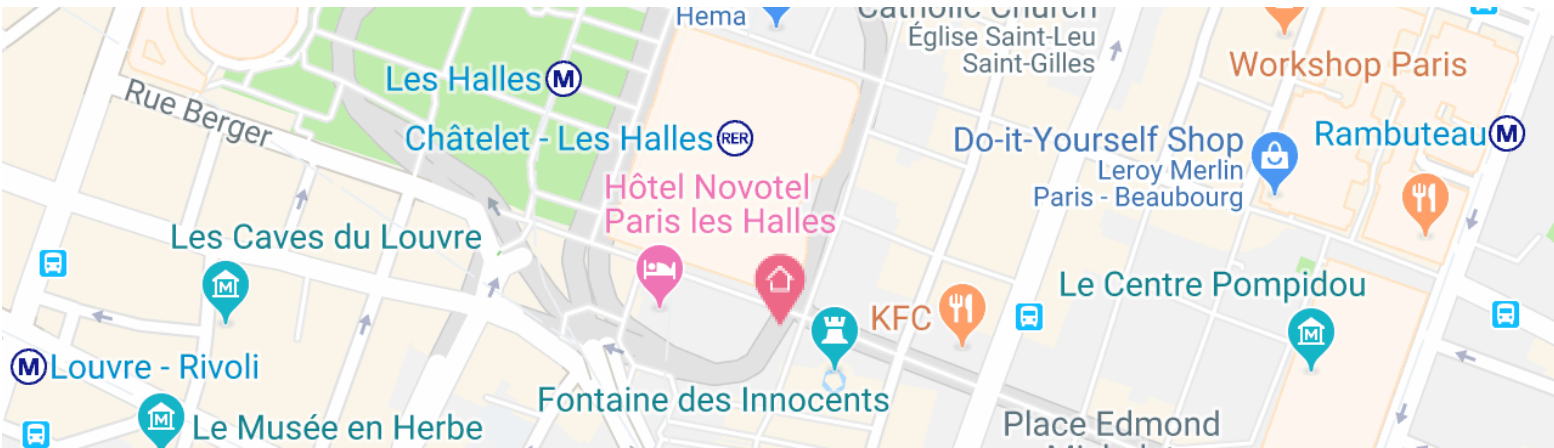 Hema
Catholic Church
Église Saint-Leu
Saint-Gilles
Workshop Paris
Les Halles M
Rue Berger
Châtelet - Les Halles RER
Do-it-Yourself Shop
Leroy Merlin
Paris - Beaubourg
Rambuteau M
Hôtel Novotel
Paris les Halles
Les Caves du Louvre
M
Le Centre Pompidou
M
KFC
M Louvre - Rivoli
Fontaine des Innocents
M
Le Musée en Herbe
Place Edmond